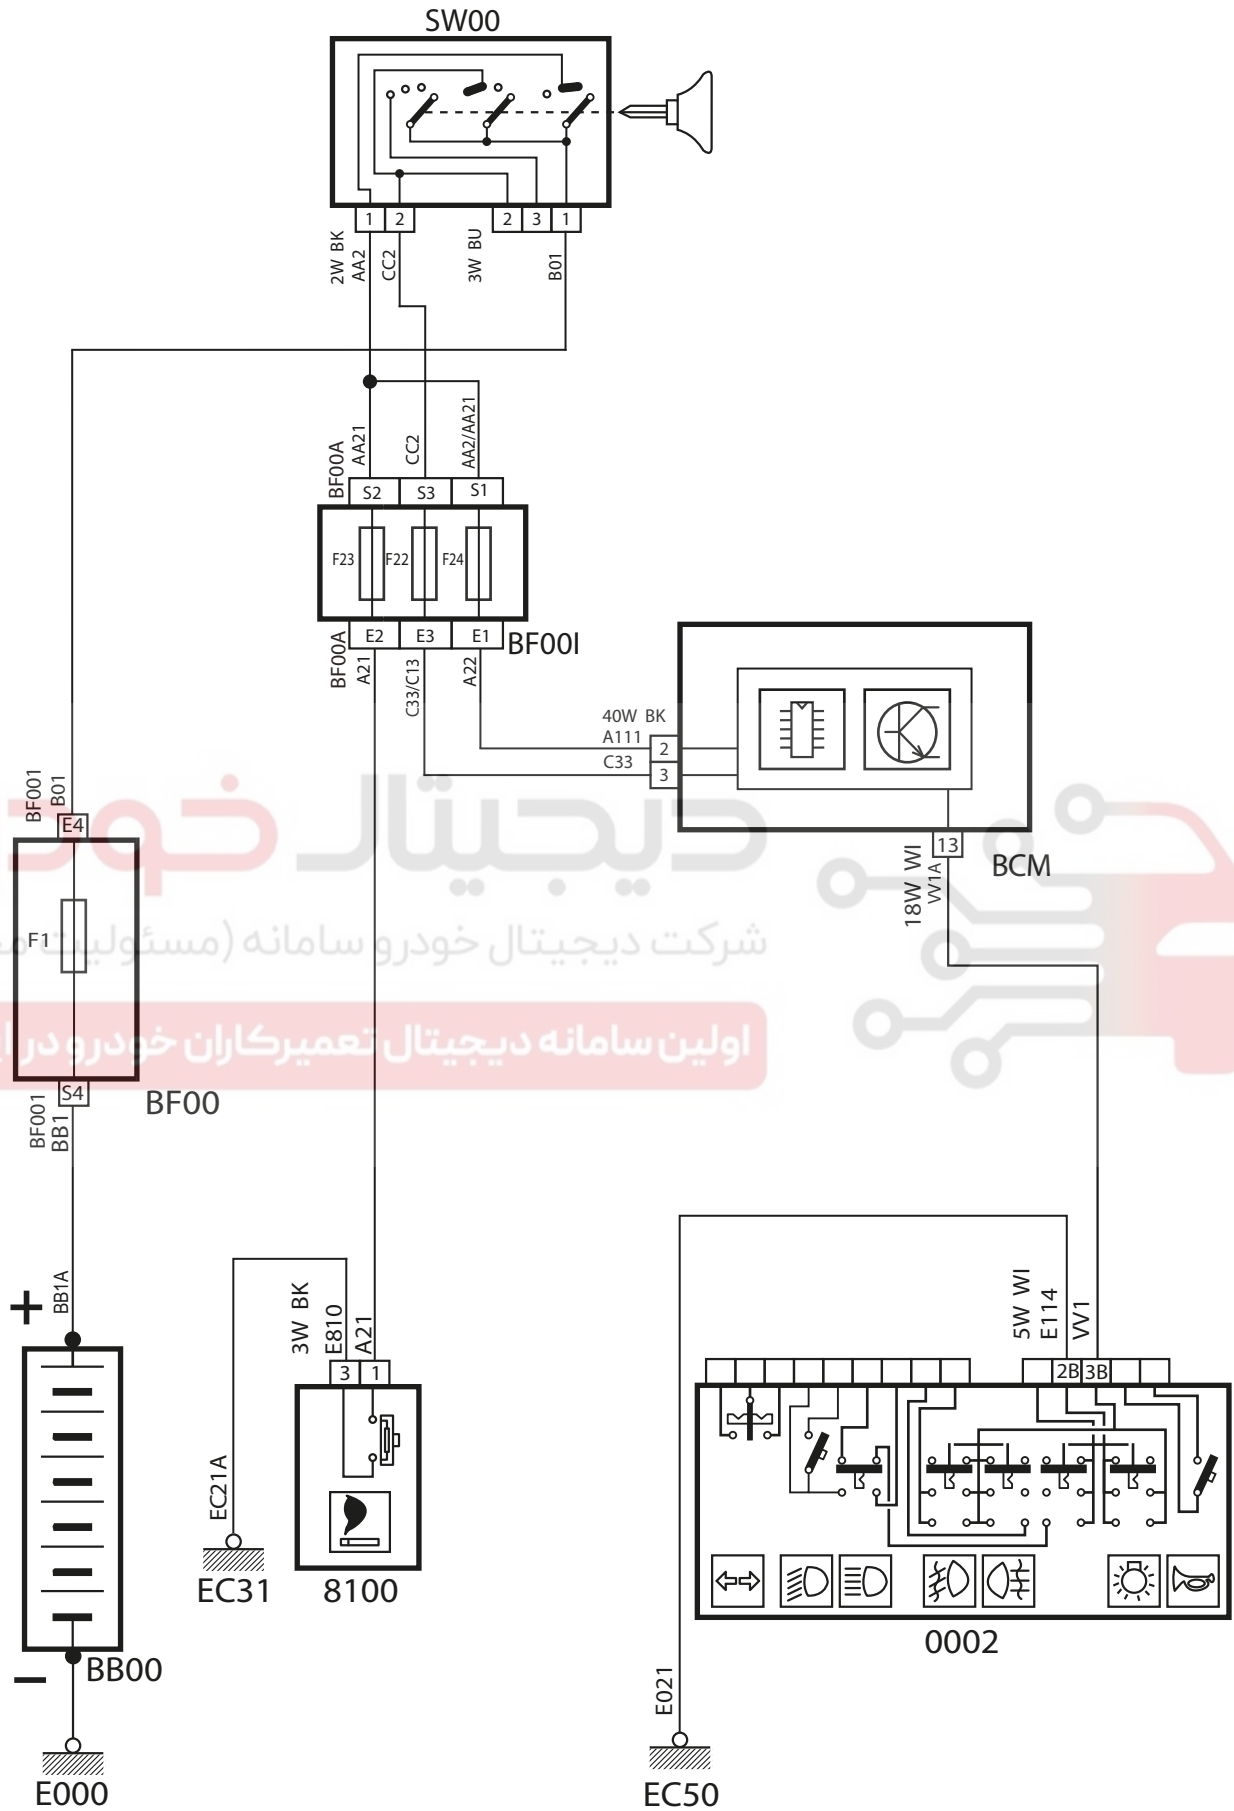 SW00
1 2 2 3 1
2W BK
AA2
CC2
3W BU
B01
BF00A
AA21
CC2
AA2/AA21
S2 S3 S1
F23 F22 F24
E2 E3 E1
BF00I
BF00A
A21
C33/C13
A22
40W BK
A111
2
C33
3
BF001
B01
E4
دیجیتال خود
13
BCM
18W WI
VV1A
F1
شرکت دیجیتال خودرو سامانه (مسئولیت مح
اولین سامانه دیجیتال تعمیرکاران خودرو در ای
S4
BF00
BF001
BB1
BB1A
+
3W BK
E810
A21
5W WI
E114
VV1
3 1
2B 3B
EC21A
EC31
8100
0002
BB00
−
E021
E000
EC50